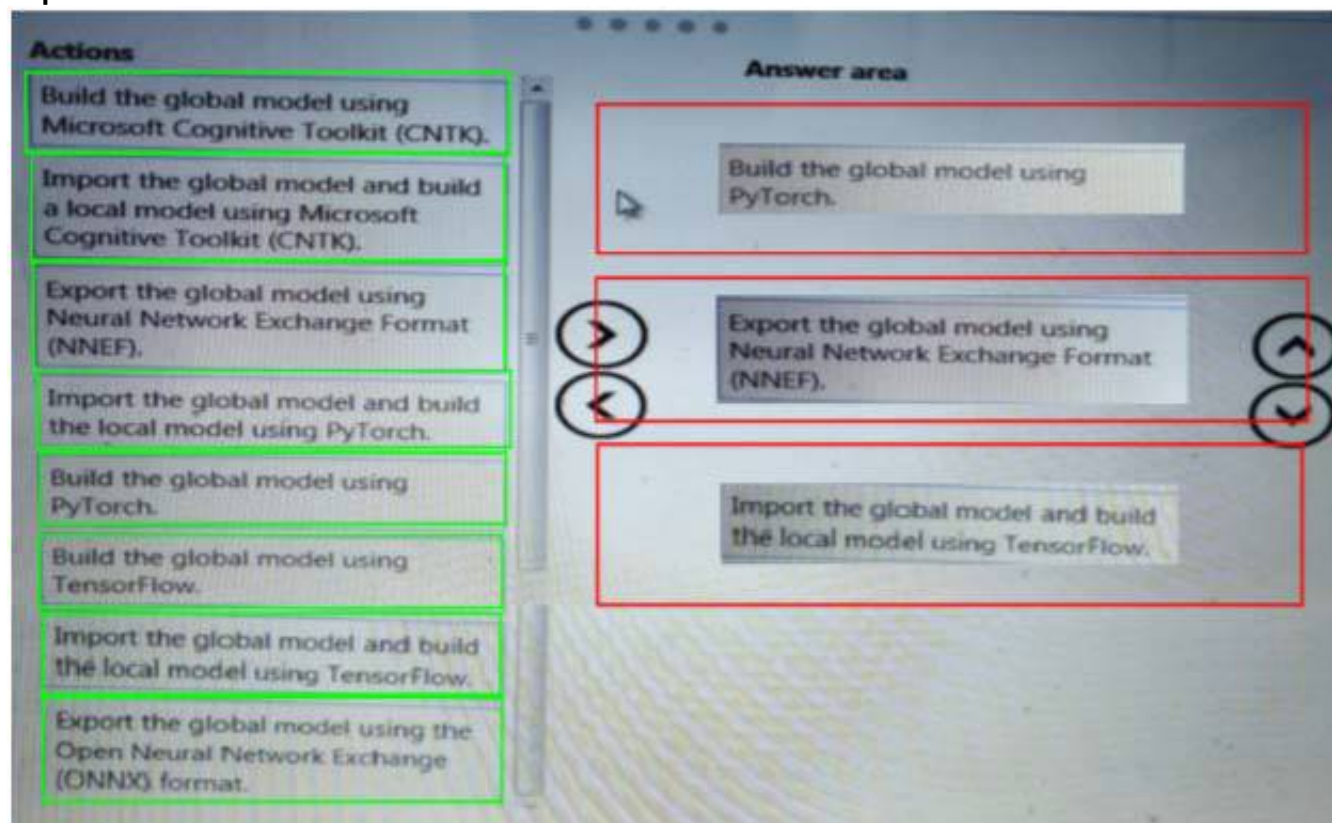 Actions
Build the global model using
Microsoft Cognitive Toolkit (CNTK).
Import the global model and build
a local model using Microsoft
Cognitive Toolkit (CNTK).
Export the global model using
Neural Network Exchange Format
(NNEF).
Import the global model and build
the local model using PyTorch.
Build the global model using
PyTorch.
Build the global model using
TensorFlow.
Import the global model and build
the local model using TensorFlow.
Export the global model using the
Open Neural Network Exchange
(ONNX) format.
Answer area
Build the global model using
PyTorch.
Export the global model using
Neural Network Exchange Format
(NNEF).
Import the global model and build
the local model using TensorFlow.